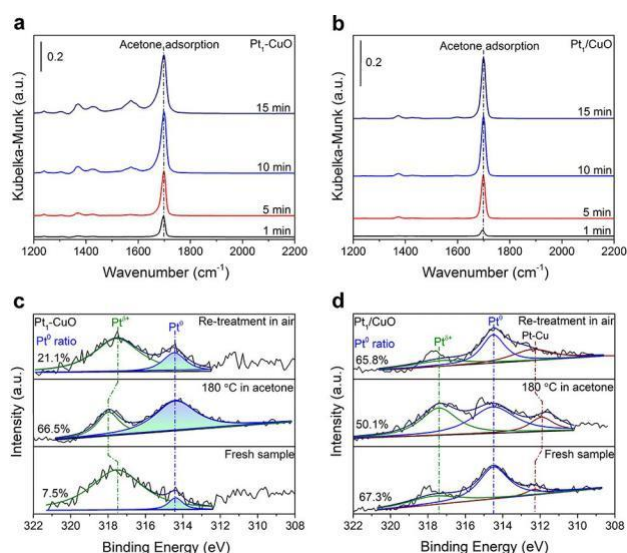 a
0.2
Acetone adsorption
Pt₁-CuO
15 min
10 min
5 min
1 min
Kubelka-Munk (a.u.)
1200 1400 1600 1800 2000 2200
Wavenumber (cm⁻¹)
b
0.2
Acetone adsorption
Pt₁/CuO
15 min
10 min
5 min
1 min
Kubelka-Munk (a.u.)
1200 1400 1600 1800 2000 2200
Wavenumber (cm⁻¹)
c
Pt₁-CuO
Pt⁰ ratio
21.1%
Ptᵟ⁺
Pt⁰
Re-treatment in air
180 °C in acetone
66.5%
Fresh sample
7.5%
Intensity (a.u.)
322 320 318 316 314 312 310 308
Binding Energy (eV)
d
Pt₁/CuO
Pt⁰ ratio
65.8%
Ptᵟ⁺
Pt⁰
Pt-Cu
Re-treatment in air
180 °C in acetone
50.1%
Fresh sample
67.3%
Intensity (a.u.)
322 320 318 316 314 312 310 308
Binding Energy (eV)